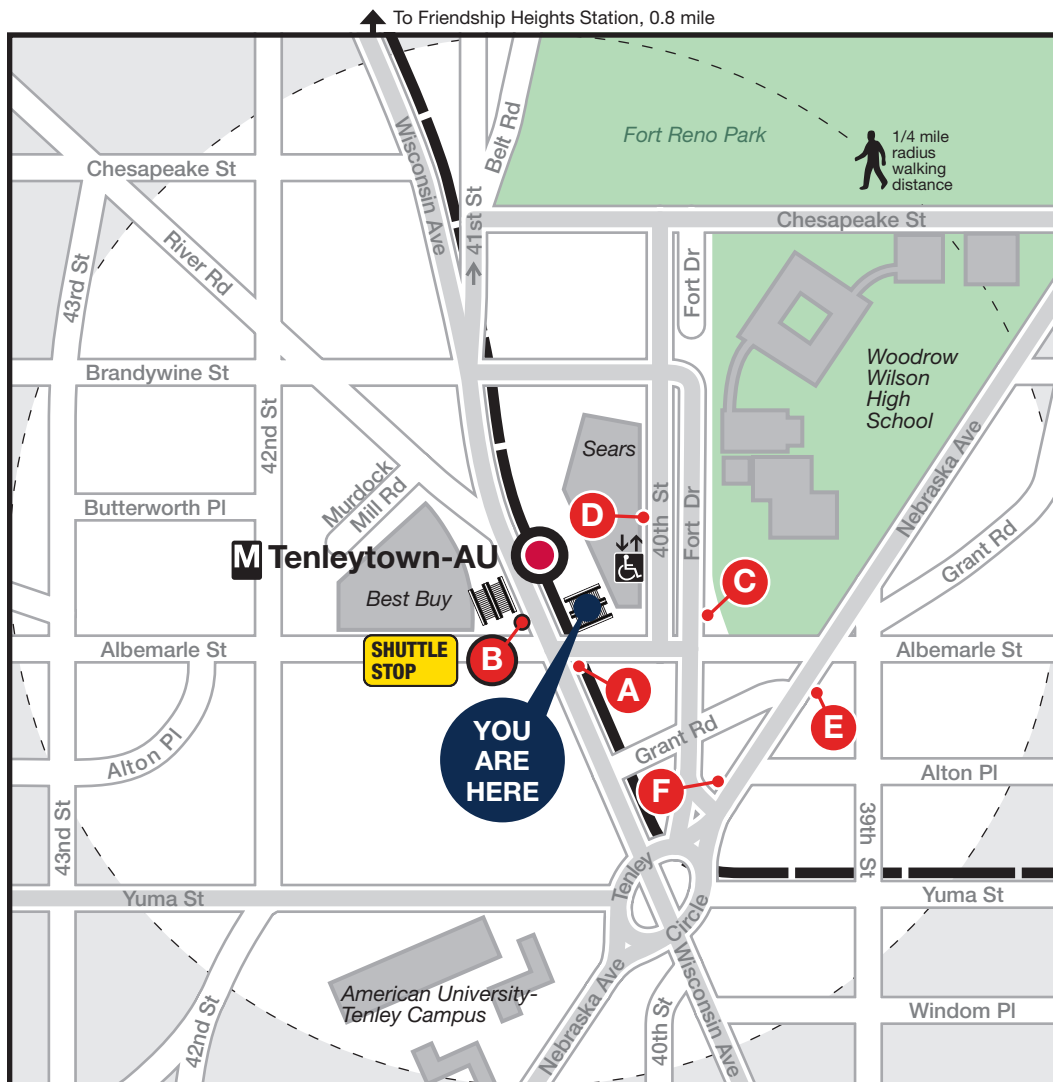 To Friendship Heights Station, 0.8 mile
Wisconsin Ave
Belt Rd
Fort Reno Park
1/4 mile
radius
walking
distance
Chesapeake St
Chesapeake St
41st St
43rd St
River Rd
Fort Dr
Brandywine St
42nd St
Woodrow
Wilson
High
School
Nebraska Ave
Sears
Murdock
Mill Rd
Butterworth Pl
D
40th St
Fort Dr
Grant Rd
M Tenleytown-AU
Best Buy
C
Albemarle St
SHUTTLE
STOP
B
A
Albemarle St
YOU
ARE
HERE
Grant Rd
E
Alton Pl
F
Alton Pl
43nd St
39th St
Tenley
Circle
Yuma St
Yuma St
American University-
Tenley Campus
42nd St
Nebraska Ave
40th St
Wisconsin Ave
Windom Pl